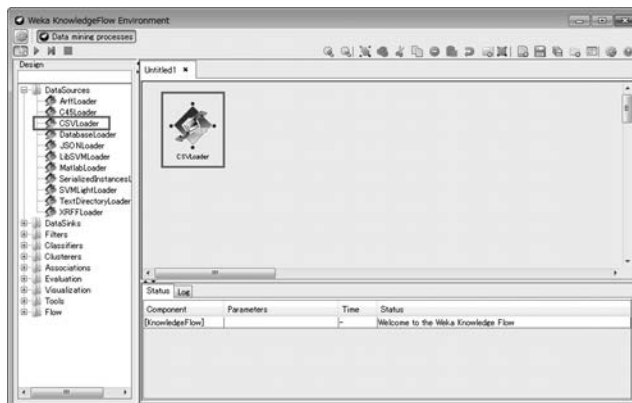 Weka KnowledgeFlow Environment
Data mining processes
Design
Untitled1
DataSources
ArffLoader
C45Loader
CSVLoader
DatabaseLoader
JSONLoader
LibSVMLoader
MatlabLoader
SerializedInstancesL
SVMLightLoader
TextDirectoryLoader
XRFFLoader
DataSinks
Filters
Classifiers
Clusterers
Associations
Evaluation
Visualization
Tools
Flow
CSVLoader
Status Log
Component Parameters Time Status
[KnowledgeFlow] - Welcome to the Weka Knowledge Flow